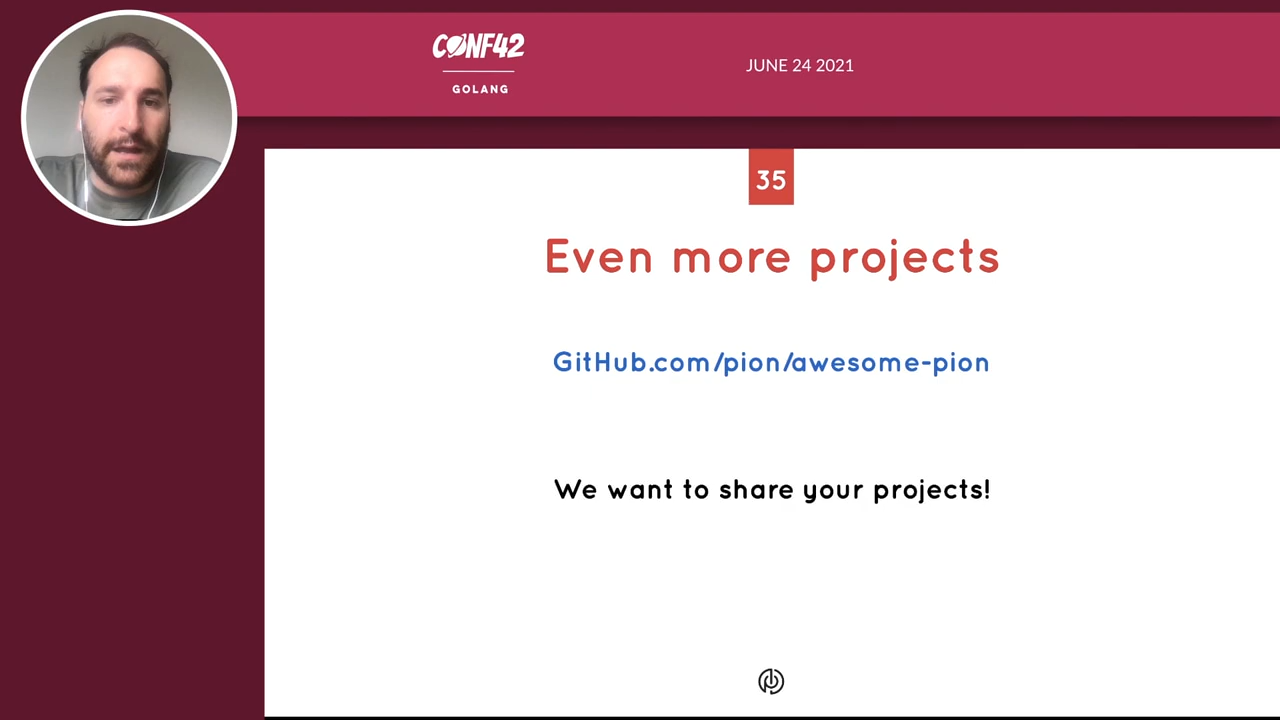 CONF42
GOLANG
JUNE 24 2021
35
Even more projects
GitHub.com/pion/awesome-pion
We want to share your projects!